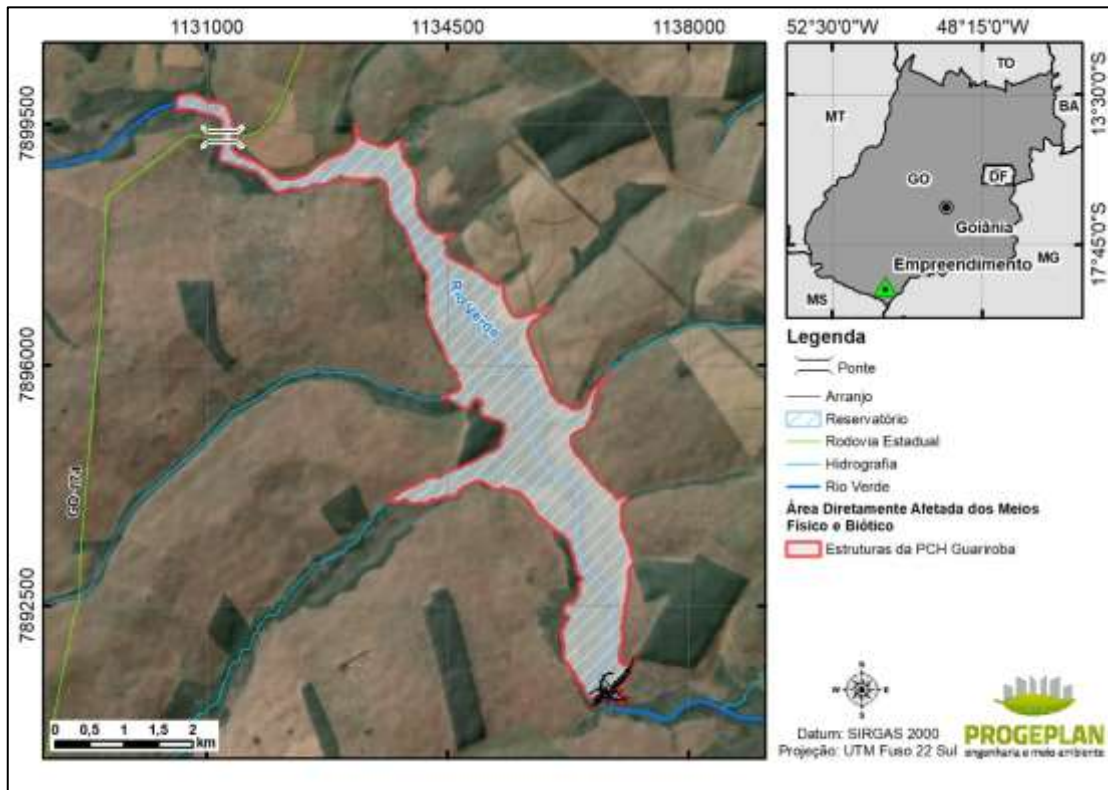 1131000
1134500
1138000
7899500
7896000
7892500
Rio Verde
GO-774
0 0,5 1 2
km
52°30'0"W
48°15'0"W
13°30'0"S
17°45'0"S
TO
MT
BA
GO
DF
Goiânia
MG
Empreendimento
MS
Legenda
Ponte
Arranjo
Reservatório
Rodovia Estadual
Hidrografia
Rio Verde
Área Diretamente Afetada dos Meios
Físico e Biótico
Estruturas da PCH Guariroba
N
W
E
S
Datum: SIRGAS 2000
Projeção: UTM Fuso 22 Sul
PROGEPLAN
engenharia e meio ambiente